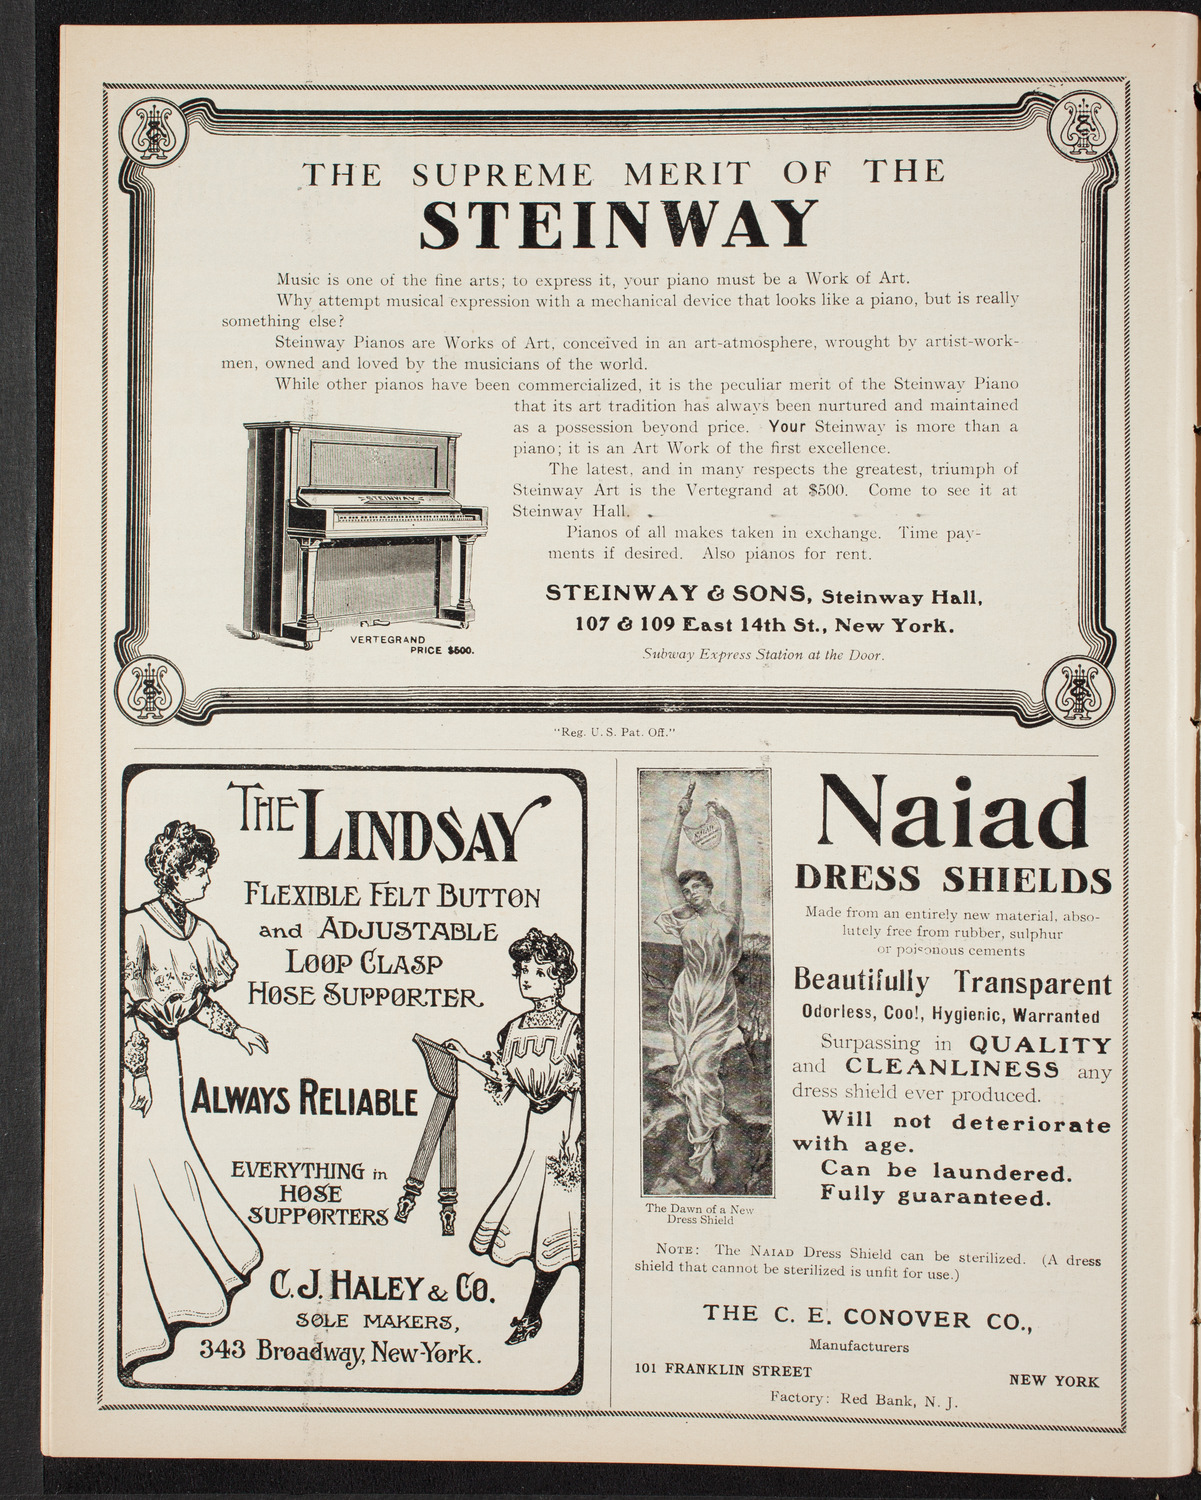 THE SUPREME MERIT OF THE
STEINWAY
Music is one of the fine arts; to express it, your piano must be a Work of Art.
Why attempt musical expression with a mechanical device that looks like a piano, but is really
something else?
Steinway Pianos are Works of Art, conceived in an art-atmosphere, wrought by artist-work-
men, owned and loved by the musicians of the world.
While other pianos have been commercialized, it is the peculiar merit of the Steinway Piano
that its art tradition has always been nurtured and maintained
as a possession beyond price. Your Steinway is more than a
piano; it is an Art Work of the first excellence.
The latest, and in many respects the greatest, triumph of
Steinway Art is the Vertegrand at $500. Come to see it at
Steinway Hall.
Pianos of all makes taken in exchange. Time pay-
ments if desired. Also pianos for rent.
STEINWAY & SONS, Steinway Hall,
107 & 109 East 14th St., New York.
Subway Express Station at the Door.
STEINWAY
VERTEGRAND
PRICE $500.
"Reg. U. S. Pat. Off."
THE LINDSAY
FLEXIBLE FELT BUTTON
and ADJUSTABLE
LOOP CLASP
HOSE SUPPORTER
ALWAYS RELIABLE
EVERYTHING in
HOSE
SUPPORTERS
C. J. HALEY & CO.
SOLE MAKERS,
343 Broadway, New-York.
Naiad
DRESS SHIELDS
Made from an entirely new material, abso-
lutely free from rubber, sulphur
or poisonous cements
Beautifully Transparent
Odorless, Cool, Hygienic, Warranted
Surpassing in QUALITY
and CLEANLINESS any
dress shield ever produced.
Will not deteriorate
with age.
Can be laundered.
Fully guaranteed.
The Dawn of a New
Dress Shield
NOTE: The NAIAD Dress Shield can be sterilized. (A dress
shield that cannot be sterilized is unfit for use.)
THE C. E. CONOVER CO.,
Manufacturers
101 FRANKLIN STREET
NEW YORK
Factory: Red Bank, N. J.